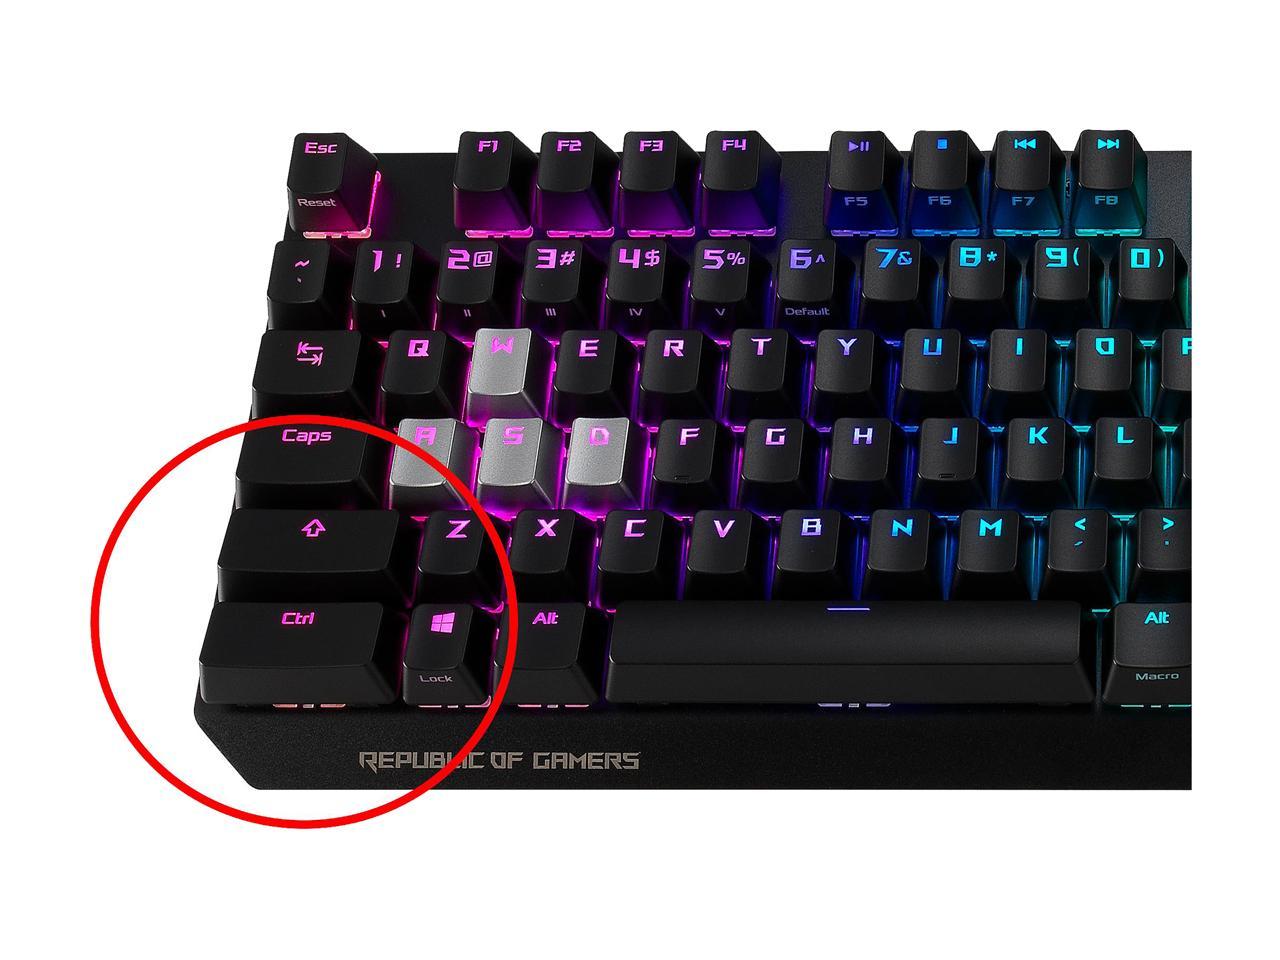 Esc F1 F2 F3 F4
Reset F5 F6 F7 F8
~ 1! 2@ 3# 4$ 5% 6^ 7& 8* 9( 0)
I II III IV V Default
Q W E R T Y U I O P
Caps A S D F G H J K L
Z X C V B N M < >
Ctrl Alt Alt
Lock Macro
REPUBLIC OF GAMERS